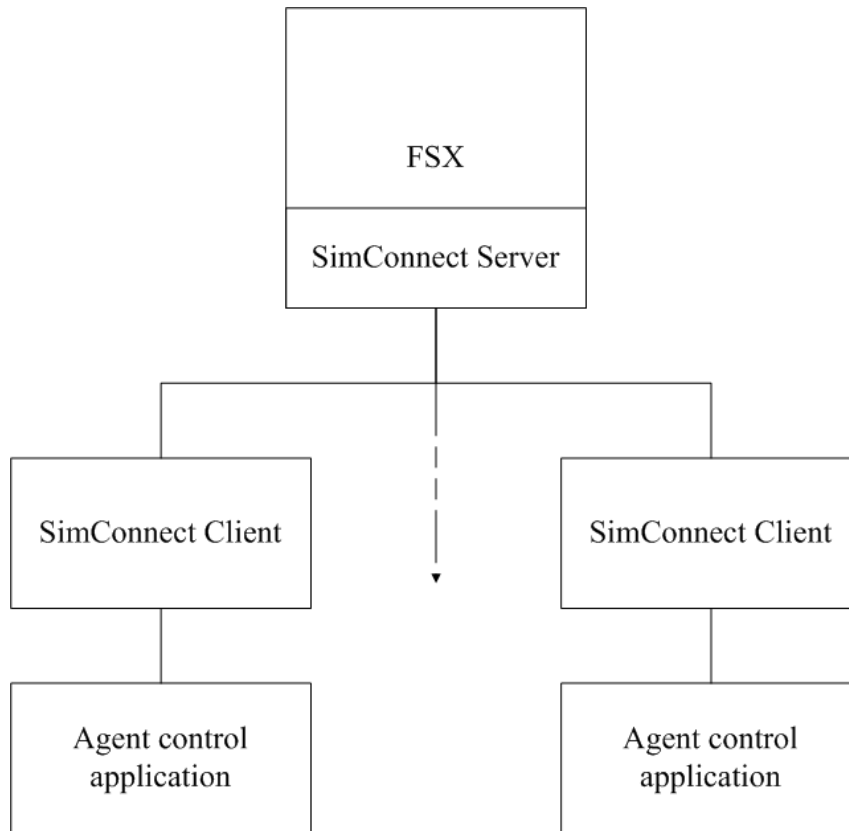 FSX
SimConnect Server
SimConnect Client
SimConnect Client
Agent control
application
Agent control
application